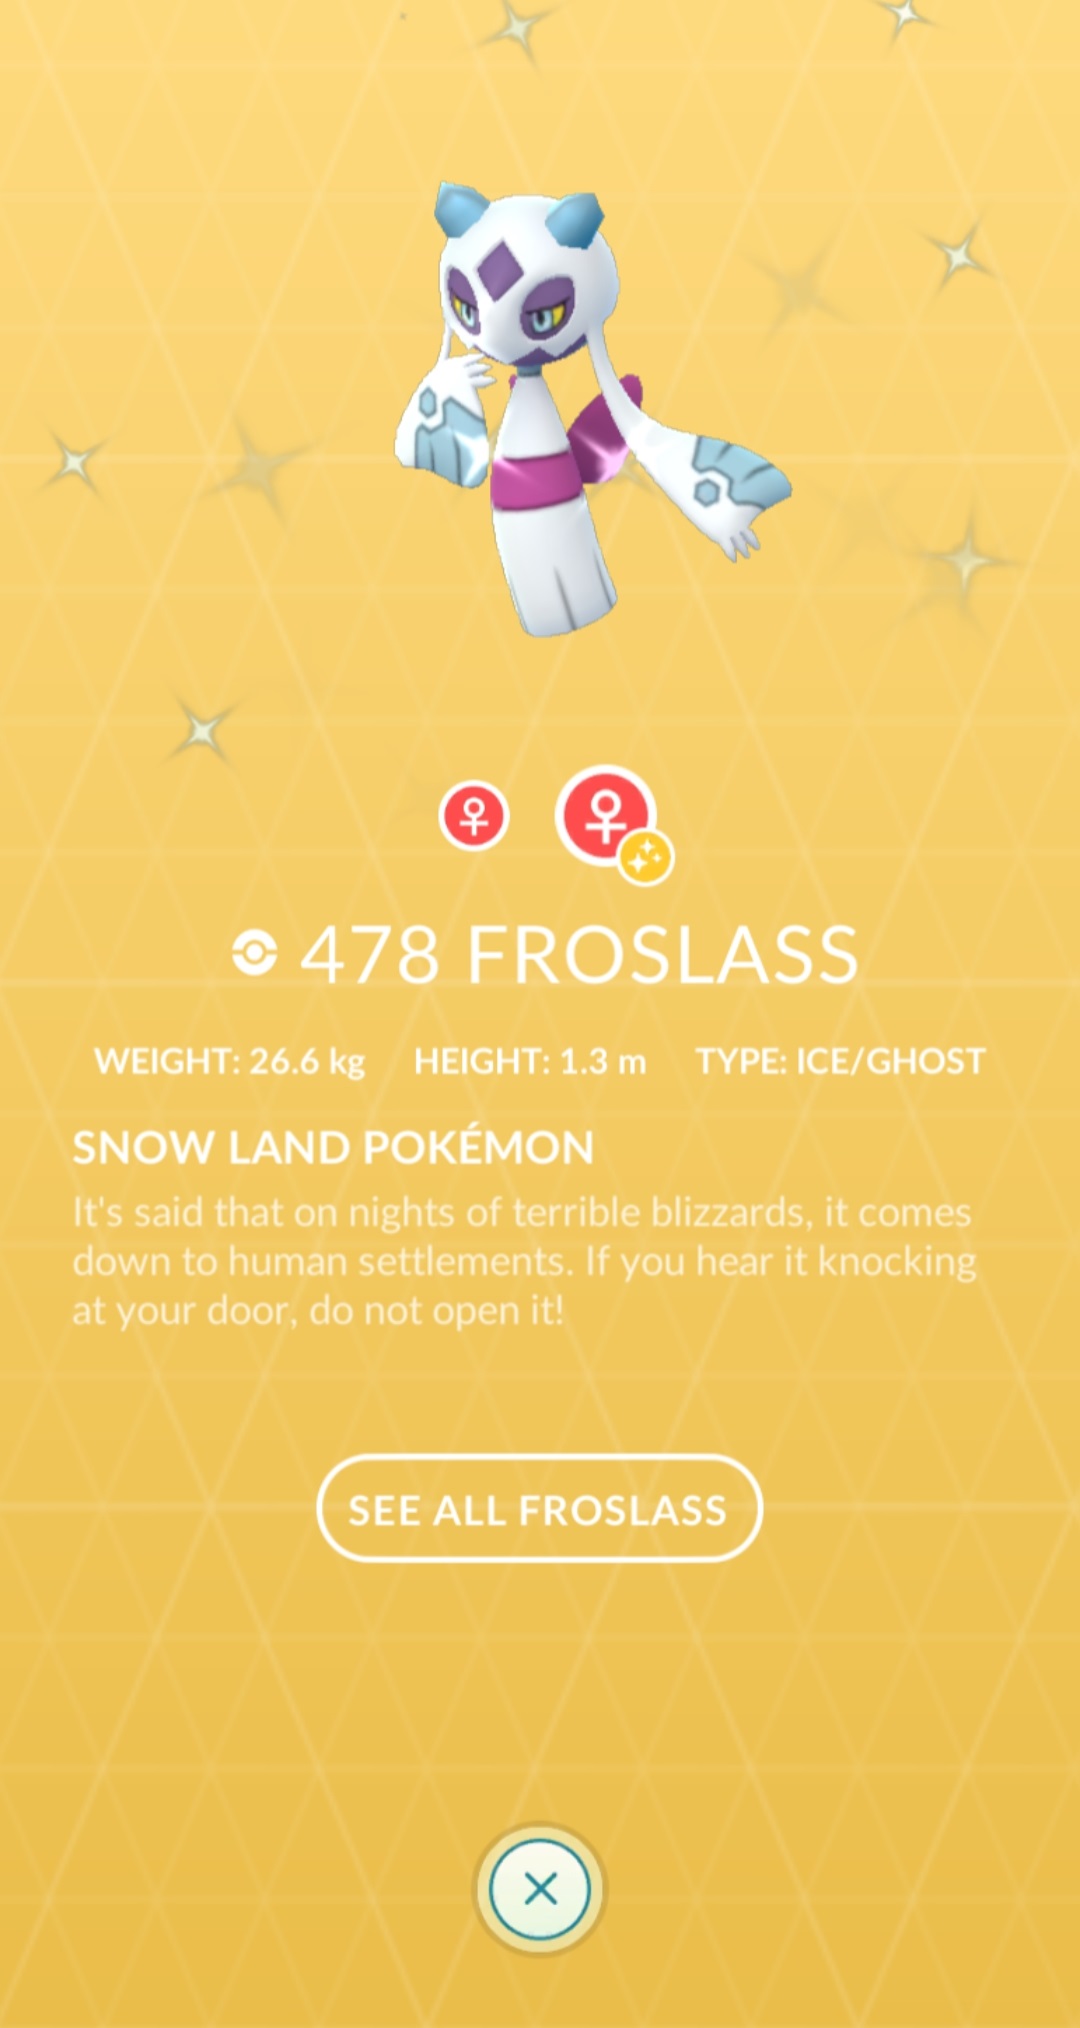 478 FROSLASS
WEIGHT: 26.6 kg HEIGHT: 1.3 m TYPE: ICE/GHOST
SNOW LAND POKÉMON
It's said that on nights of terrible blizzards, it comes
down to human settlements. If you hear it knocking
at your door, do not open it!
SEE ALL FROSLASS